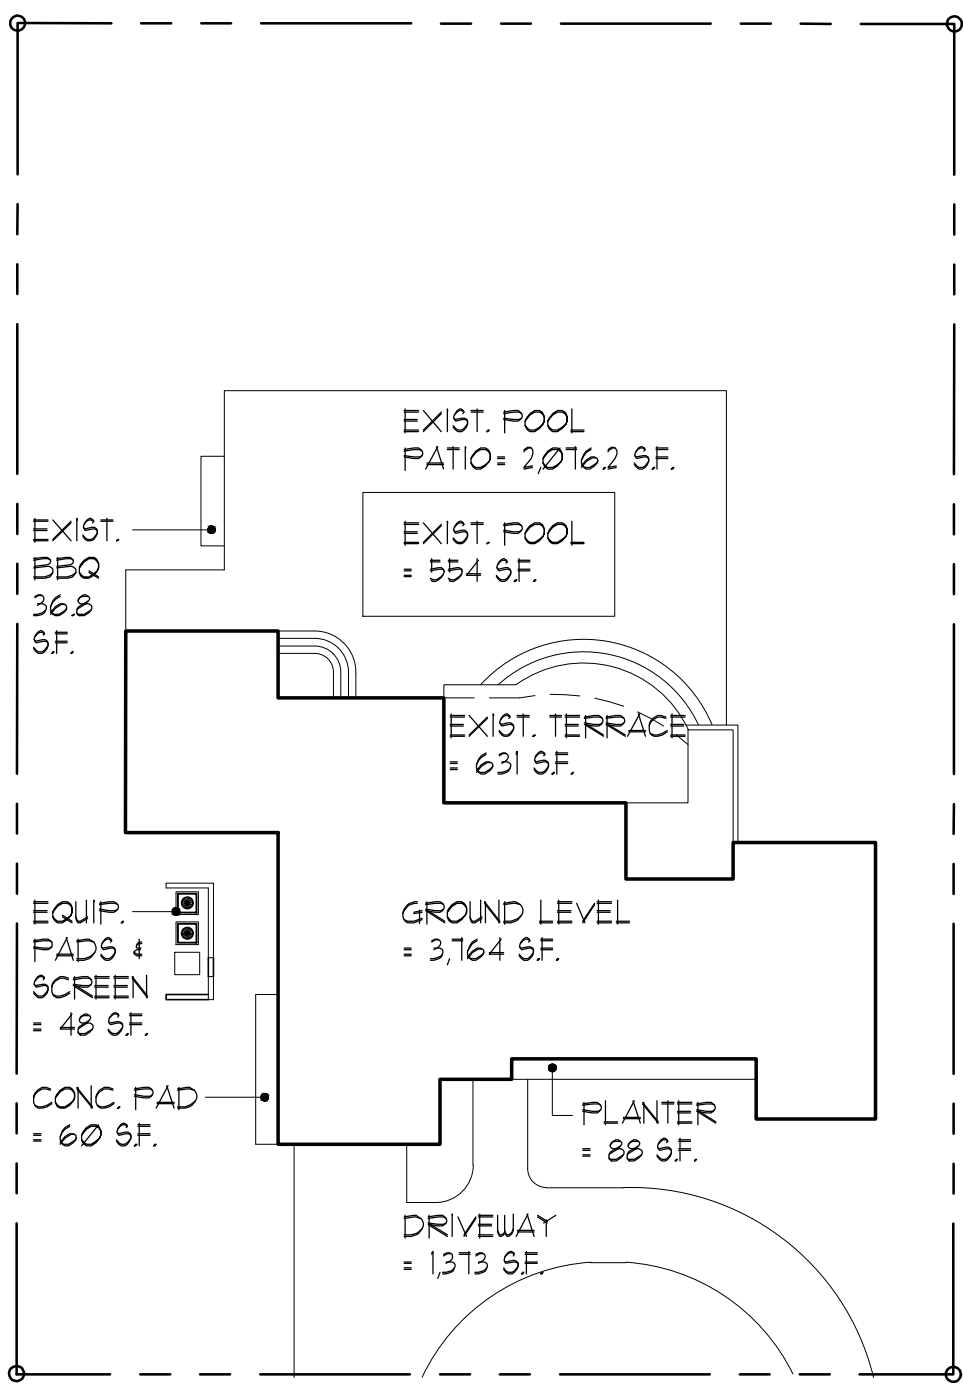 EXIST. POOL
PATIO= 2,076.2 S.F.
EXIST. POOL
= 554 S.F.
EXIST.
BBQ
36.8
S.F.
EXIST. TERRACE
= 631 S.F.
EQUIP.
PADS &
SCREEN
= 48 S.F.
GROUND LEVEL
= 3,764 S.F.
CONC. PAD
= 60 S.F.
PLANTER
= 88 S.F.
DRIVEWAY
= 1,373 S.F.